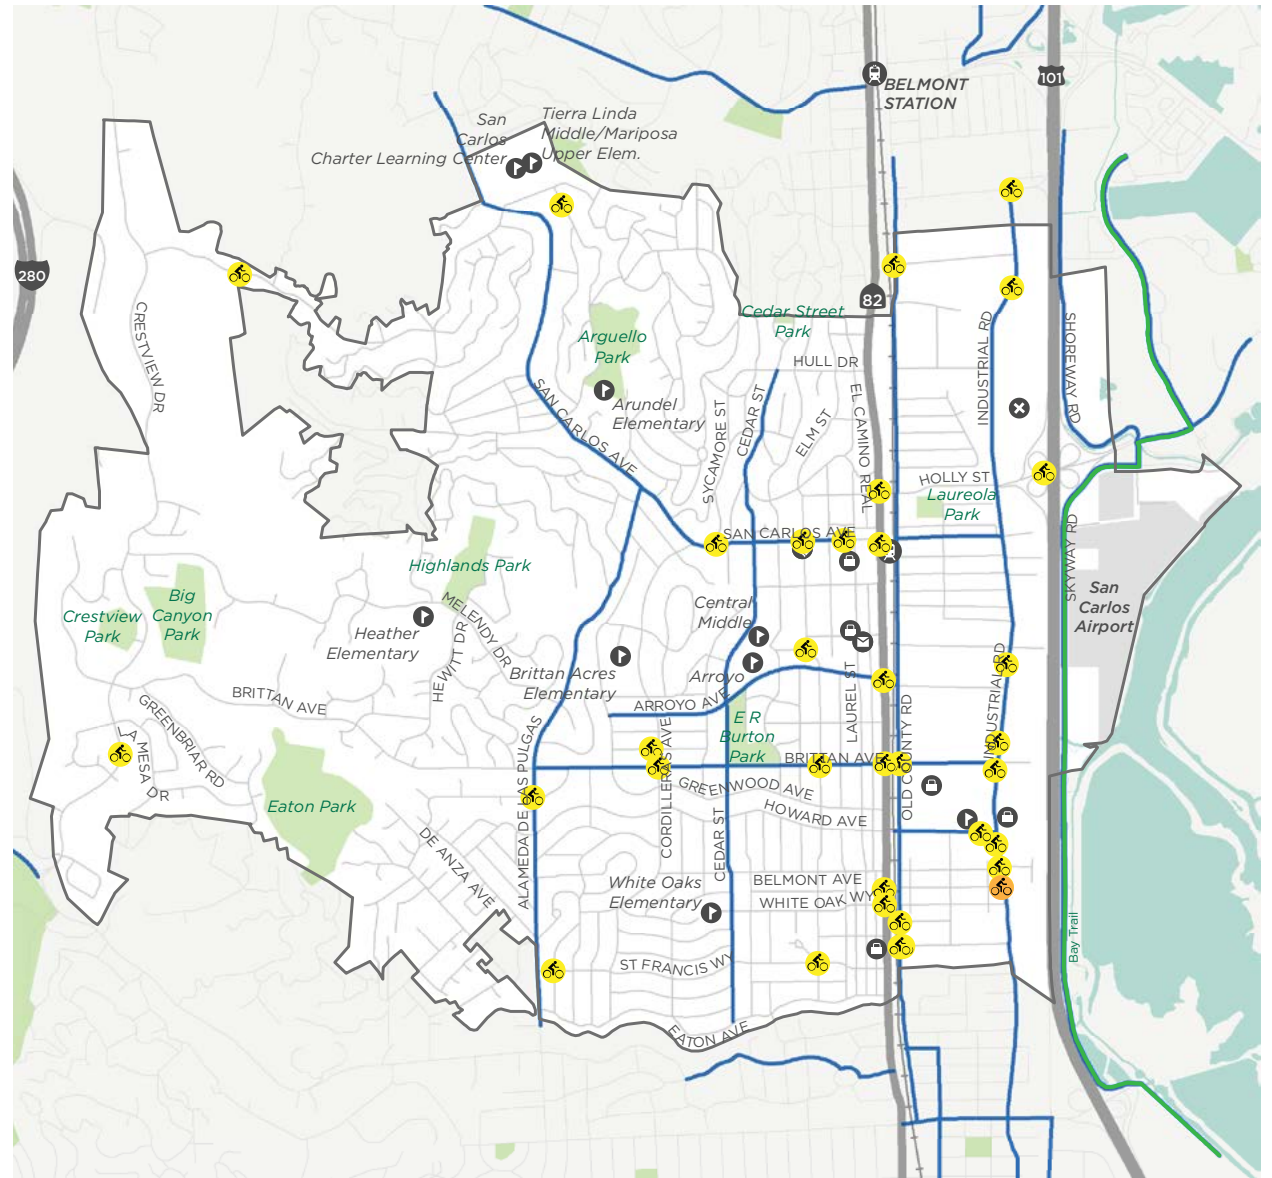 BELMONT
STATION
101
San
Carlos
Charter Learning Center
Tierra Linda
Middle/Mariposa
Upper Elem.
280
82
CRESTVIEW DR
Arguello
Park
Cedar Street
Park
HULL DR
INDUSTRIAL RD
SHOREWAY RD
Arundel
Elementary
SAN CARLOS AVE
SYCAMORE ST
CEDAR ST
ELM ST
EL CAMINO REAL
HOLLY ST
Laureola
Park
SAN CARLOS AVE
SKYWAY RD
San
Carlos
Airport
Highlands Park
Big
Canyon
Park
Crestview
Park
Heather
Elementary
MELENDY DR
HEWITT DR
Central
Middle
Brittan Acres
Elementary
Arroyo
ARROYO AVE
LAUREL ST
INDUSTRIAL RD
BRITTAN AVE
GREENBRIAR RD
LA MESA DR
E R
Burton
Park
BRITTAN AVE
OLD COUNTY RD
Eaton Park
ALAMEDA DE LAS PULGAS
CORDILLERAS AVE
GREENWOOD AVE
HOWARD AVE
CEDAR ST
DE ANZA AVE
White Oaks
Elementary
BELMONT AVE
WHITE OAK WY
ST FRANCIS WY
Bay Trail
EATON AVE